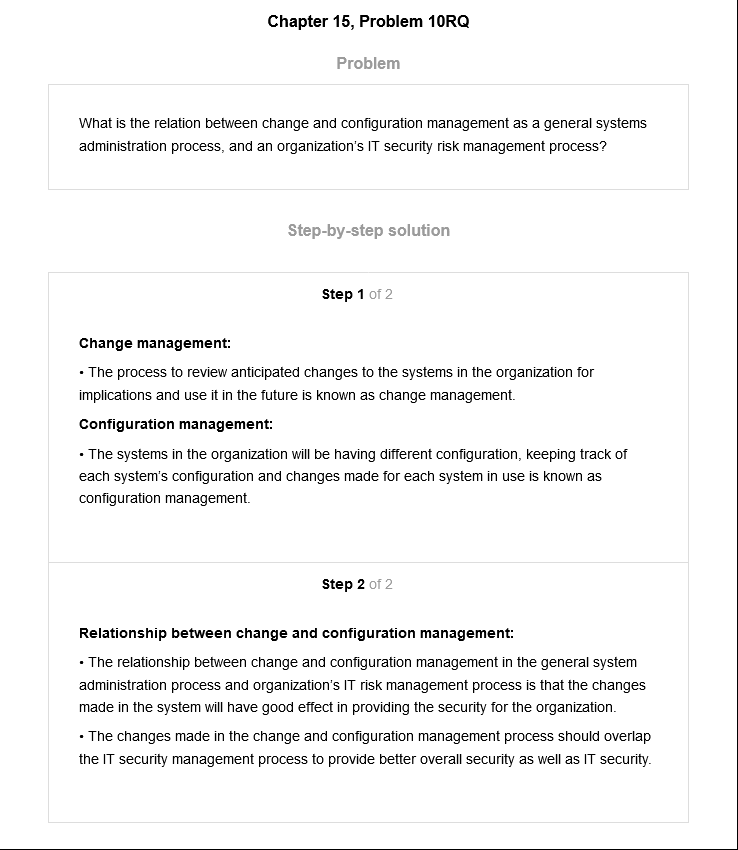 Chapter 15, Problem 10RQ
Problem
What is the relation between change and configuration management as a general systems
administration process, and an organization's IT security risk management process?
Step-by-step solution
Step 1 of 2
Change management:
• The process to review anticipated changes to the systems in the organization for
implications and use it in the future is known as change management.
Configuration management:
• The systems in the organization will be having different configuration, keeping track of
each system's configuration and changes made for each system in use is known as
configuration management.
Step 2 of 2
Relationship between change and configuration management:
• The relationship between change and configuration management in the general system
administration process and organization's IT risk management process is that the changes
made in the system will have good effect in providing the security for the organization.
• The changes made in the change and configuration management process should overlap
the IT security management process to provide better overall security as well as IT security.